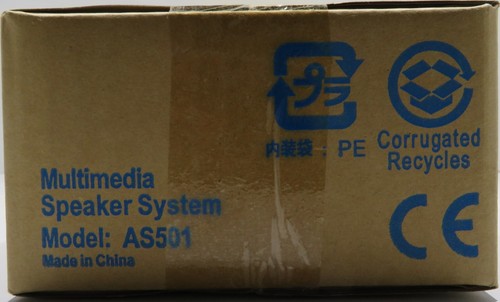 プラ
内装袋：PE
Corrugated
Recycles
Multimedia
Speaker System
Model: AS501
Made in China
CE